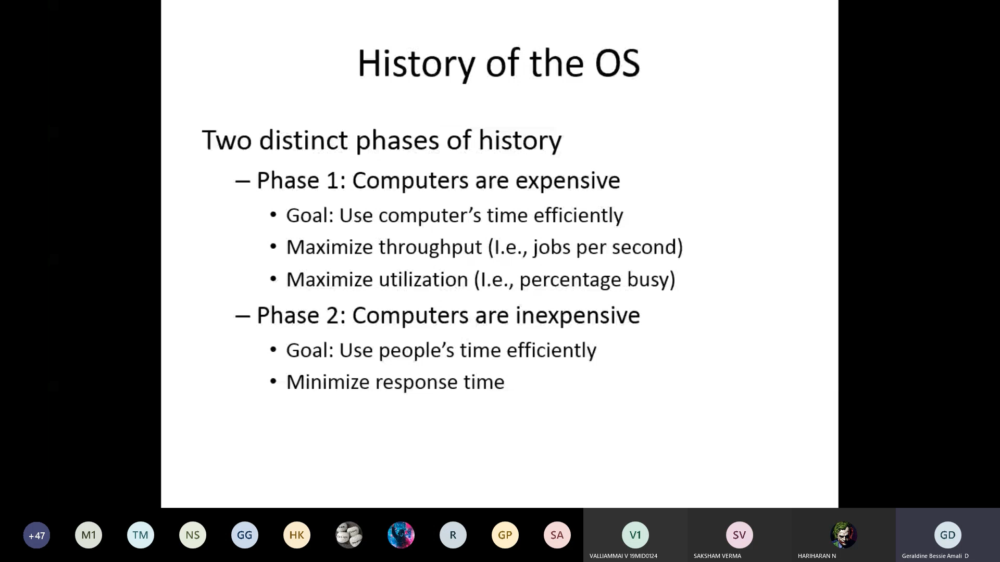 History of the OS
Two distinct phases of history
– Phase 1: Computers are expensive
• Goal: Use computer’s time efficiently
• Maximize throughput (I.e., jobs per second)
• Maximize utilization (I.e., percentage busy)
– Phase 2: Computers are inexpensive
• Goal: Use people’s time efficiently
• Minimize response time
+47 M1 TM NS GG HK R GP SA V1 SV GD
VALLIAMMAI V 19MID0124 SAKSHAM VERMA HARIHARAN N Geraldine Bessie Amali D